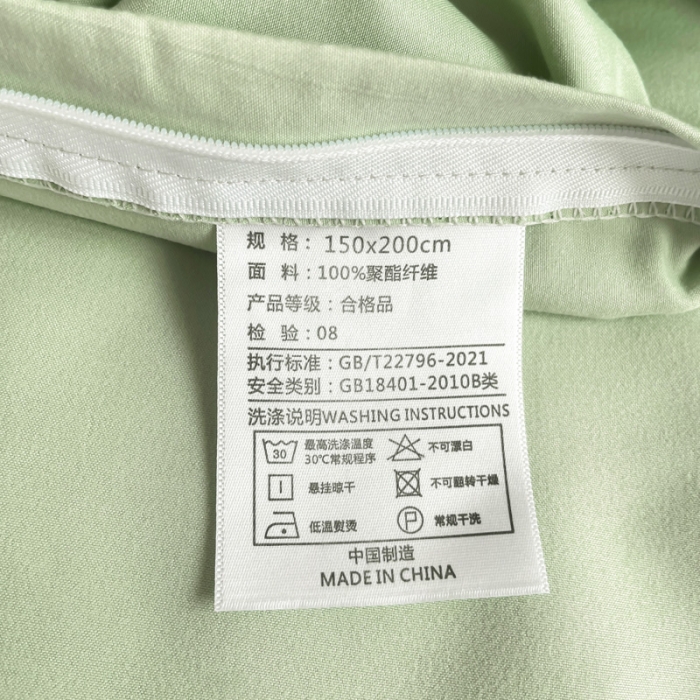 规 格：150x200cm
面 料：100%聚酯纤维
产品等级：合格品
检 验：08
执行标准：GB/T22796-2021
安全类别：GB18401-2010B类
洗涤说明WASHING INSTRUCTIONS
30 最高洗涤温度 30℃常规程序
不可漂白
悬挂晾干
不可翻转干燥
低温熨烫
P 常规干洗
中国制造
MADE IN CHINA